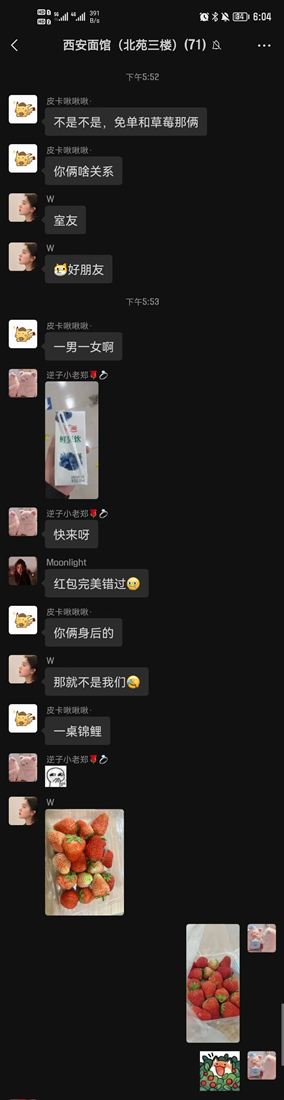 391
B/s
84
6:04
西安面馆（北苑三楼）(71)
下午5:52
皮卡啾啾啾·
不是不是，免单和草莓那俩
皮卡啾啾啾·
你俩啥关系
W
室友
W
好朋友
下午5:53
皮卡啾啾啾·
一男一女啊
逆子小老郑
逆子小老郑
快来呀
Moonlight
红包完美错过
皮卡啾啾啾·
你俩身后的
W
那就不是我们
皮卡啾啾啾·
一桌锦鲤
逆子小老郑
W